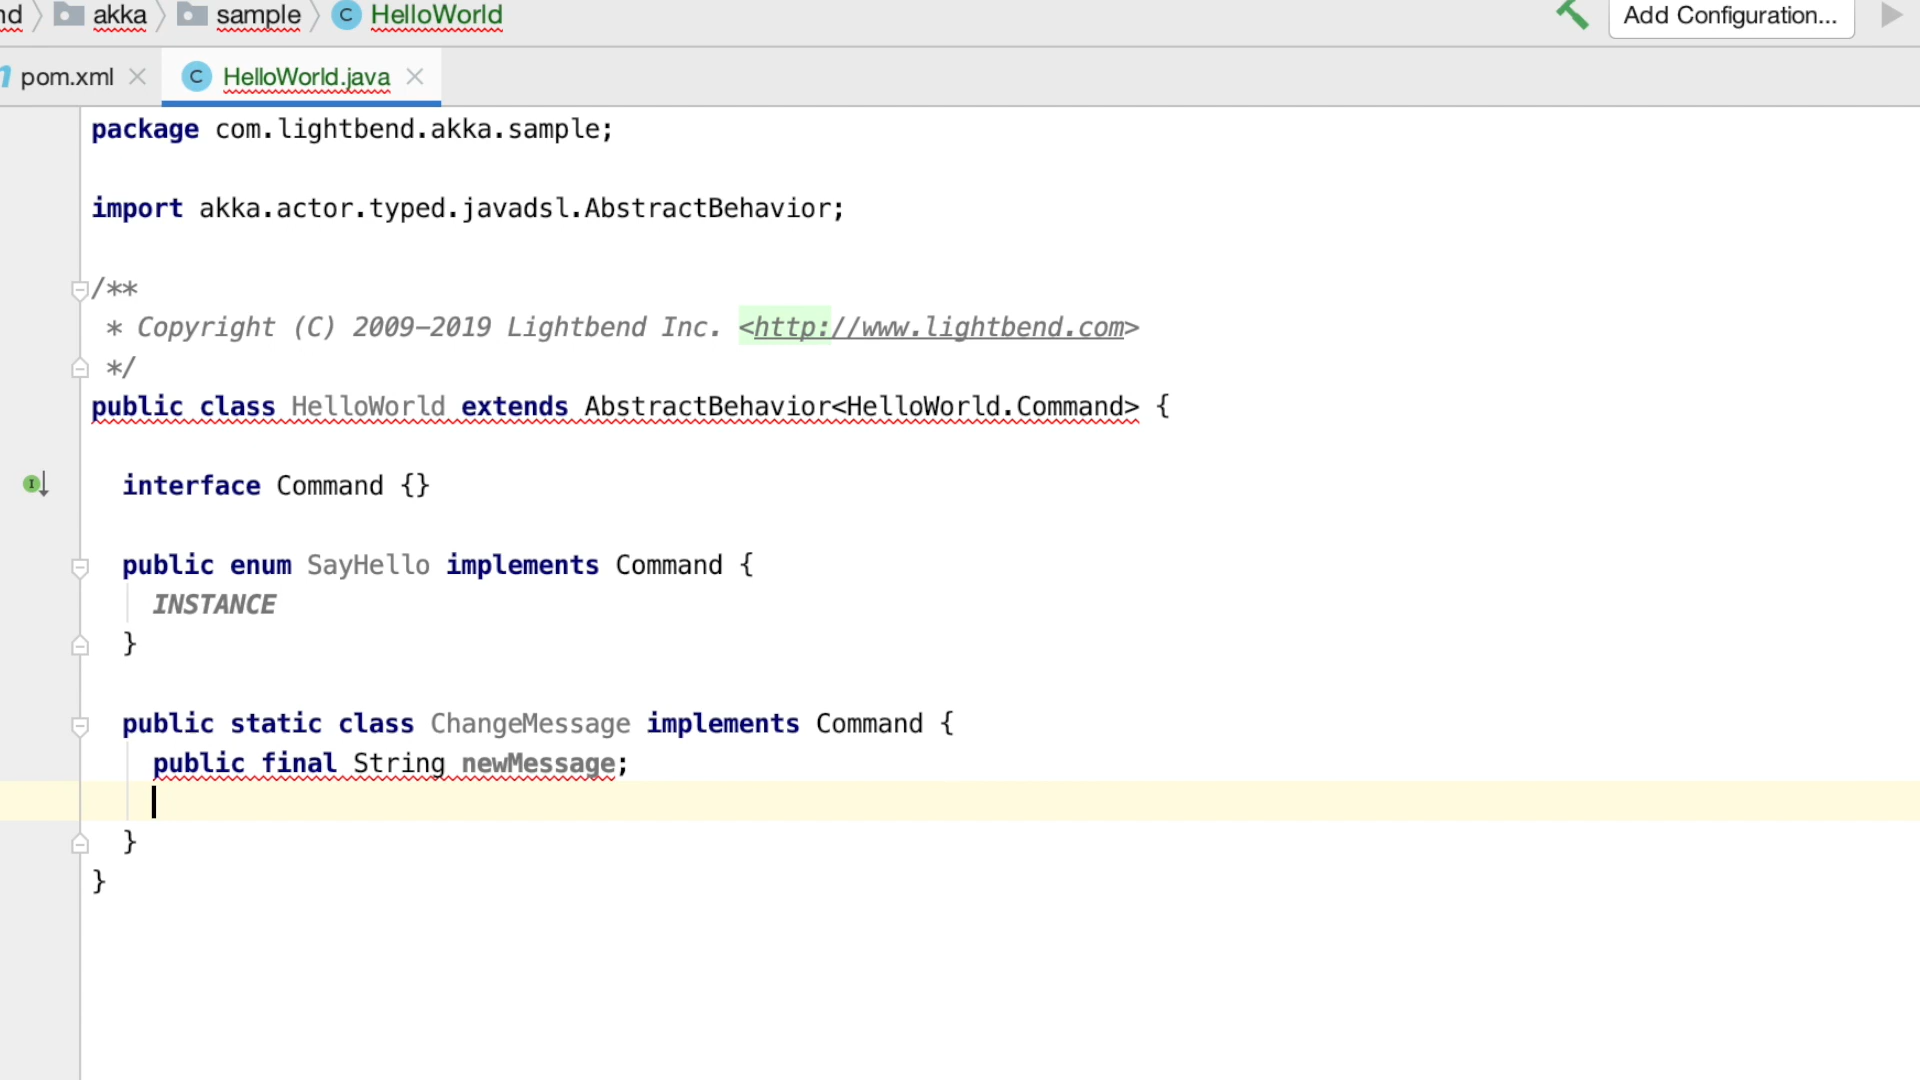 nd akka sample C HelloWorld Add Configuration...
pom.xml C HelloWorld.java
package com.lightbend.akka.sample;
import akka.actor.typed.javadsl.AbstractBehavior;
/**
* Copyright (C) 2009-2019 Lightbend Inc. <http://www.lightbend.com>
*/
public class HelloWorld extends AbstractBehavior<HelloWorld.Command> {
interface Command {}
public enum SayHello implements Command {
INSTANCE
}
public static class ChangeMessage implements Command {
public final String newMessage;
}
}